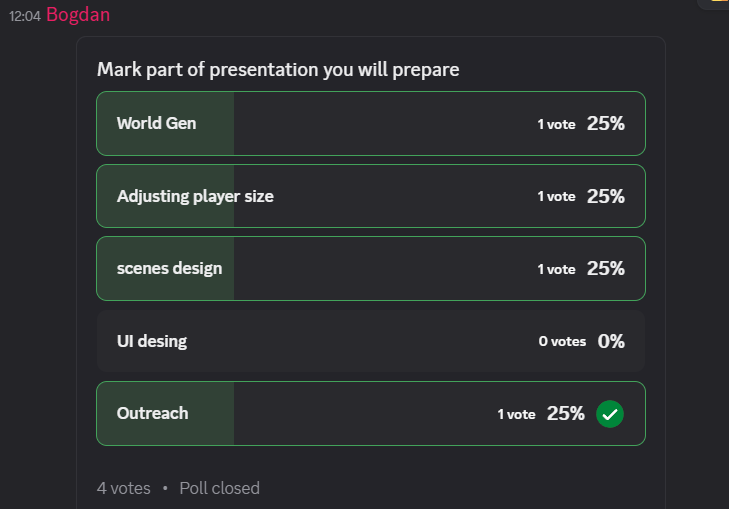 12:04 Bogdan
Mark part of presentation you will prepare
World Gen 1 vote 25%
Adjusting player size 1 vote 25%
scenes design 1 vote 25%
UI desing 0 votes 0%
Outreach 1 vote 25%
4 votes • Poll closed